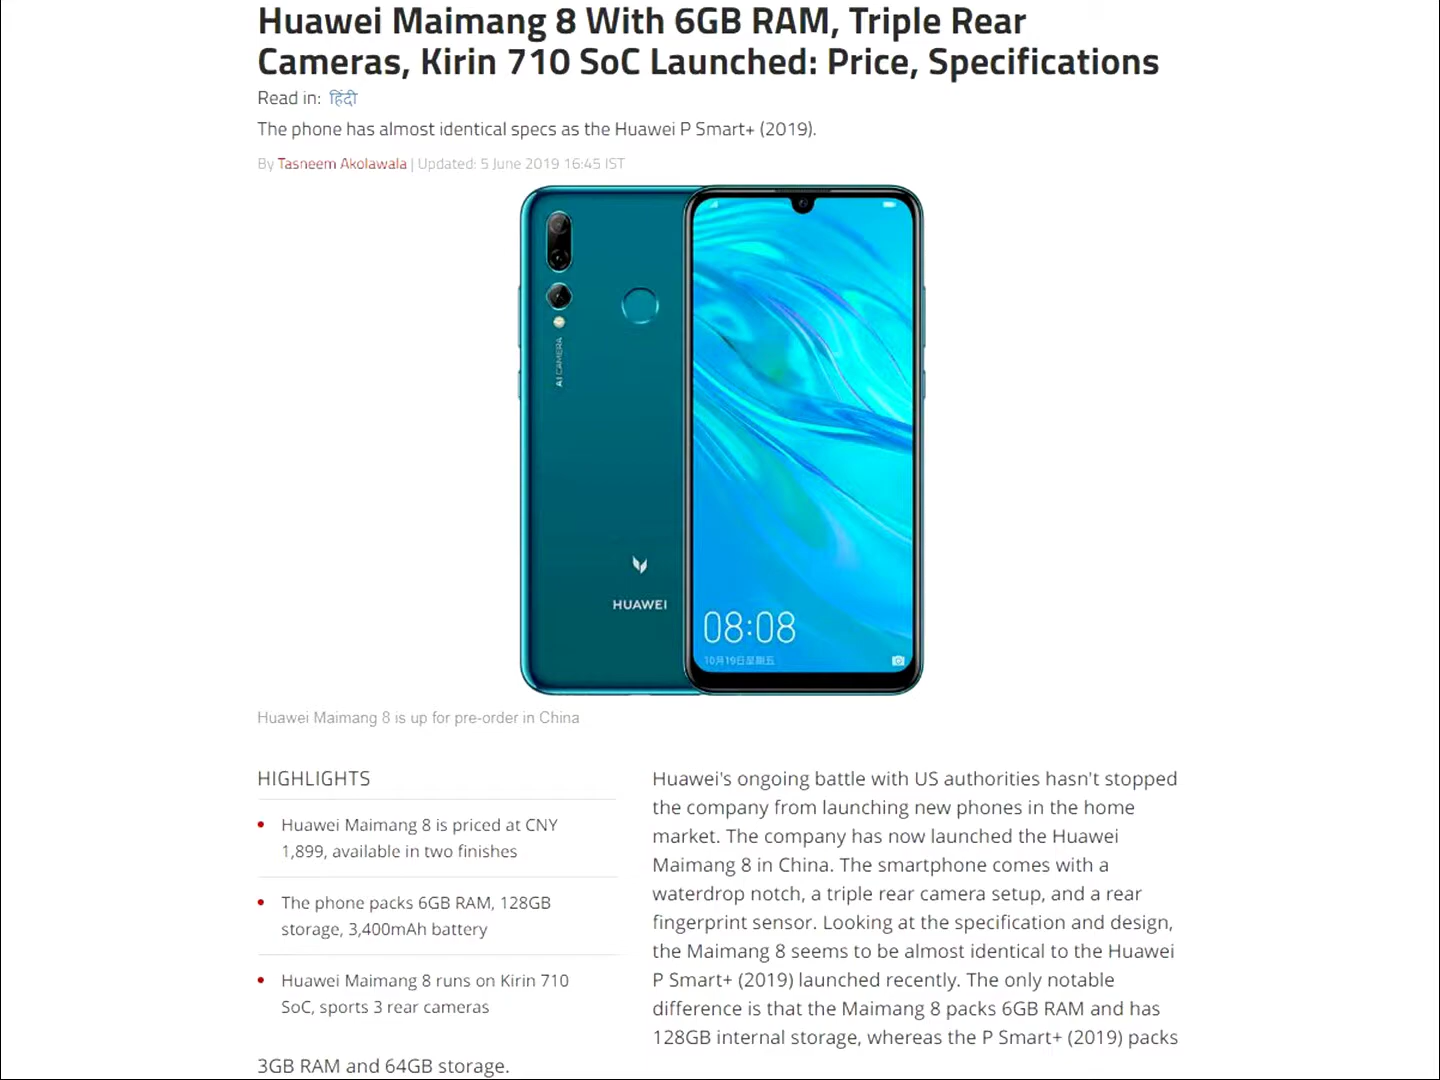 Huawei Maimang 8 With 6GB RAM, Triple Rear
Cameras, Kirin 710 SoC Launched: Price, Specifications
Read in: हिंदी
The phone has almost identical specs as the Huawei P Smart+ (2019).
By Tasneem Akolawala | Updated: 5 June 2019 16:45 IST
AI CAMERA
HUAWEI
08:08
10月19日星期五
Huawei Maimang 8 is up for pre-order in China
HIGHLIGHTS
Huawei Maimang 8 is priced at CNY
1,899, available in two finishes
The phone packs 6GB RAM, 128GB
storage, 3,400mAh battery
Huawei Maimang 8 runs on Kirin 710
SoC, sports 3 rear cameras
Huawei's ongoing battle with US authorities hasn't stopped
the company from launching new phones in the home
market. The company has now launched the Huawei
Maimang 8 in China. The smartphone comes with a
waterdrop notch, a triple rear camera setup, and a rear
fingerprint sensor. Looking at the specification and design,
the Maimang 8 seems to be almost identical to the Huawei
P Smart+ (2019) launched recently. The only notable
difference is that the Maimang 8 packs 6GB RAM and has
128GB internal storage, whereas the P Smart+ (2019) packs
3GB RAM and 64GB storage.